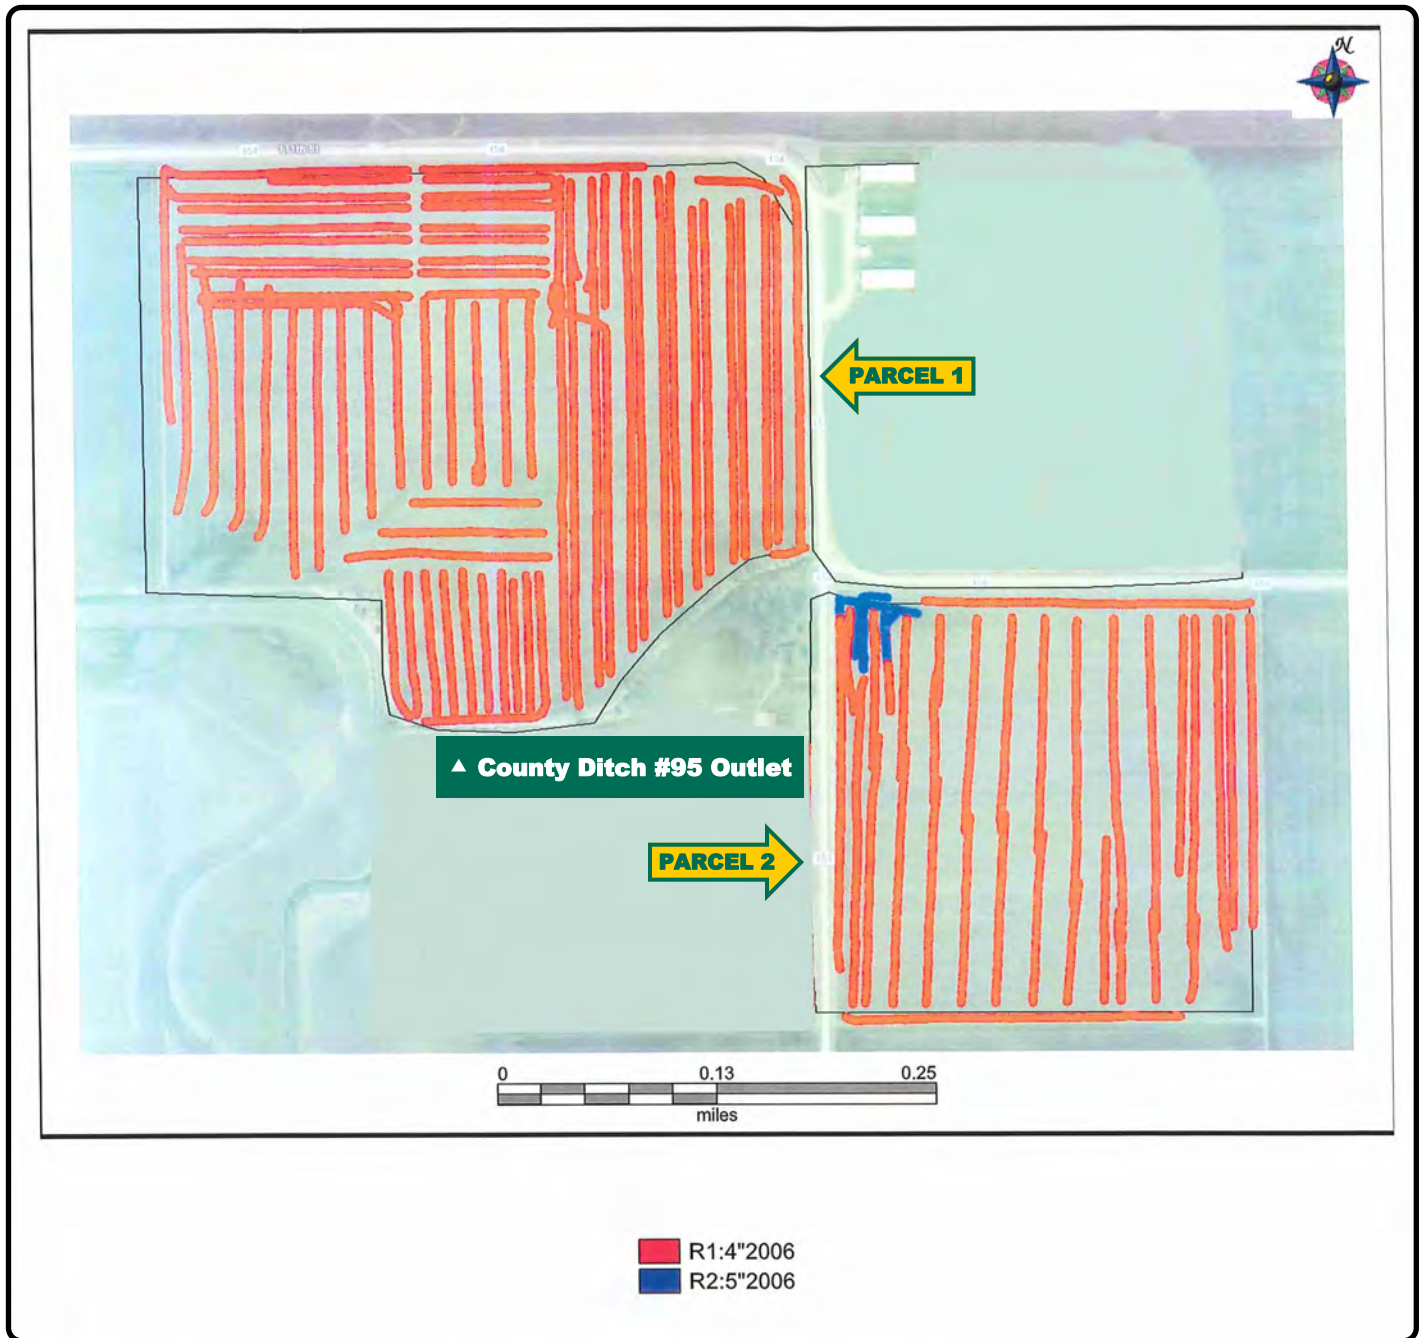 N
PARCEL 1
▲ County Ditch #95 Outlet
PARCEL 2
0 0.13 0.25
miles
R1:4"2006
R2:5"2006